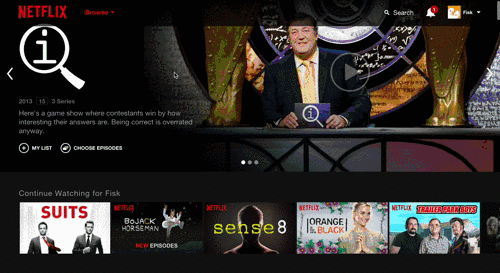 NETFLIX
Browse
Search
1
Fisk
i
2013 15 3 Series
Here's a game show where contestants win by how
interesting their answers are. Being correct is overrated
anyway.
MY LIST
CHOOSE EPISODES
Continue Watching for Fisk
SUITS
NETFLIX
BOJACK
HORSEMAN
NEW EPISODES
NETFLIX
sense8
NETFLIX
ORANGE
IS THE NEW
BLACK
NETFLIX
TRAILER PARK BOYS